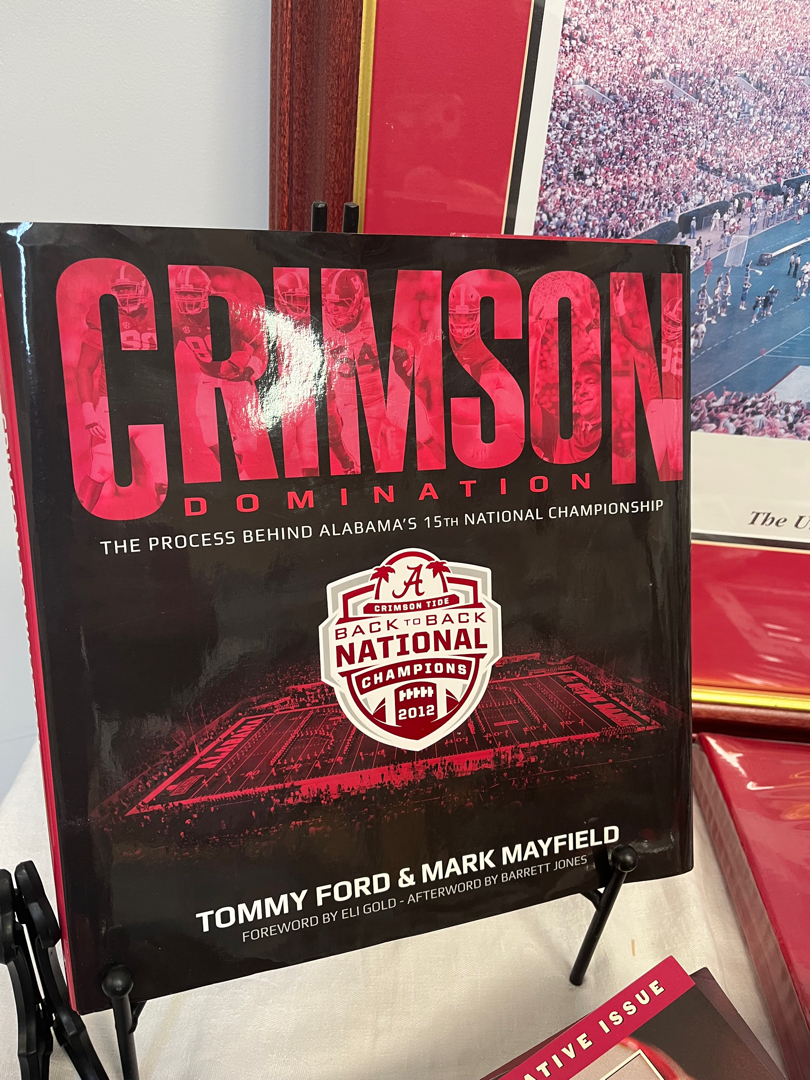 CRIMSON
DOMINATION
THE PROCESS BEHIND ALABAMA'S 15TH NATIONAL CHAMPIONSHIP
A
CRIMSON TIDE
BACK TO BACK
NATIONAL
CHAMPIONS
2012
ALABAMA
TOMMY FORD & MARK MAYFIELD
FOREWORD BY ELI GOLD - AFTERWORD BY BARRETT JONES
The U
ATIVE ISSUE